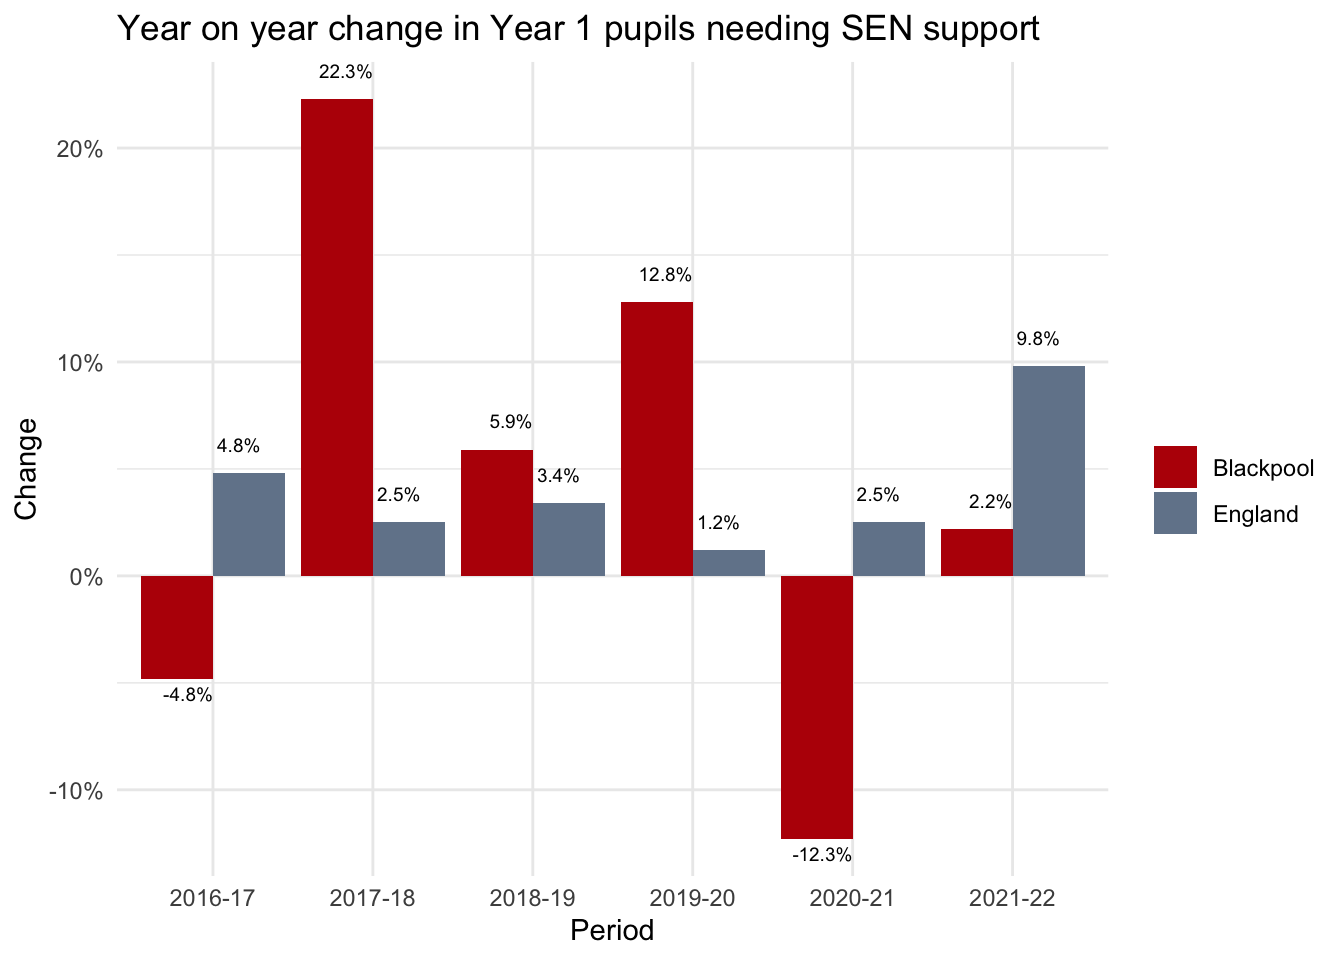 Year on year change in Year 1 pupils needing SEN support
22.3%
20%
12.8%
9.8%
10%
5.9%
4.8%
3.4%
2.5%
2.5%
2.2%
1.2%
0%
-4.8%
-10%
-12.3%
Change
Blackpool
England
2016-17 2017-18 2018-19 2019-20 2020-21 2021-22
Period